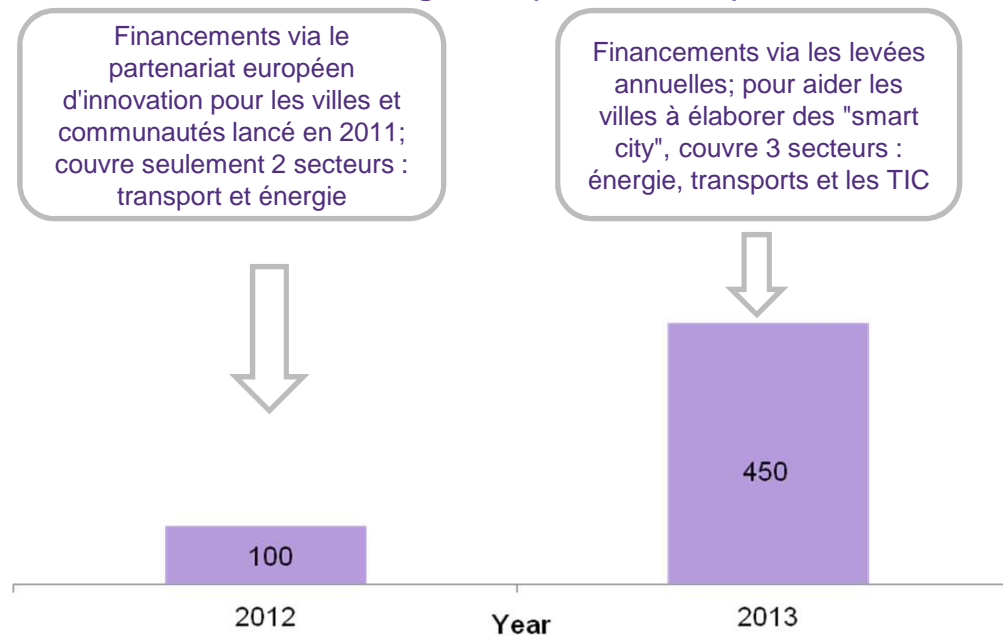 Financements via le
partenariat européen
d'innovation pour les villes et
communautés lancé en 2011;
couvre seulement 2 secteurs :
transport et énergie
Financements via les levées
annuelles; pour aider les
villes à élaborer des "smart
city", couvre 3 secteurs :
énergie, transports et les TIC
450
100
2012
Year
2013